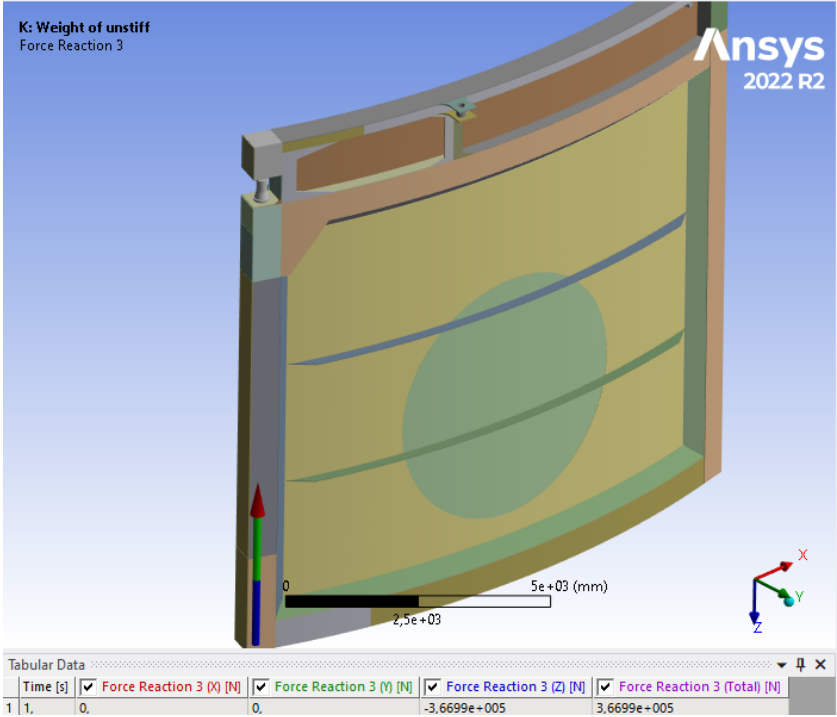 K: Weight of unstiff
Force Reaction 3
Ansys
2022 R2
0
5e+03 (mm)
2,5e+03
X
Y
Z
Tabular Data
Time [s] Force Reaction 3 (X) [N] Force Reaction 3 (Y) [N] Force Reaction 3 (Z) [N] Force Reaction 3 (Total) [N]
1 1, 0, 0, -3,6699e+005 3,6699e+005